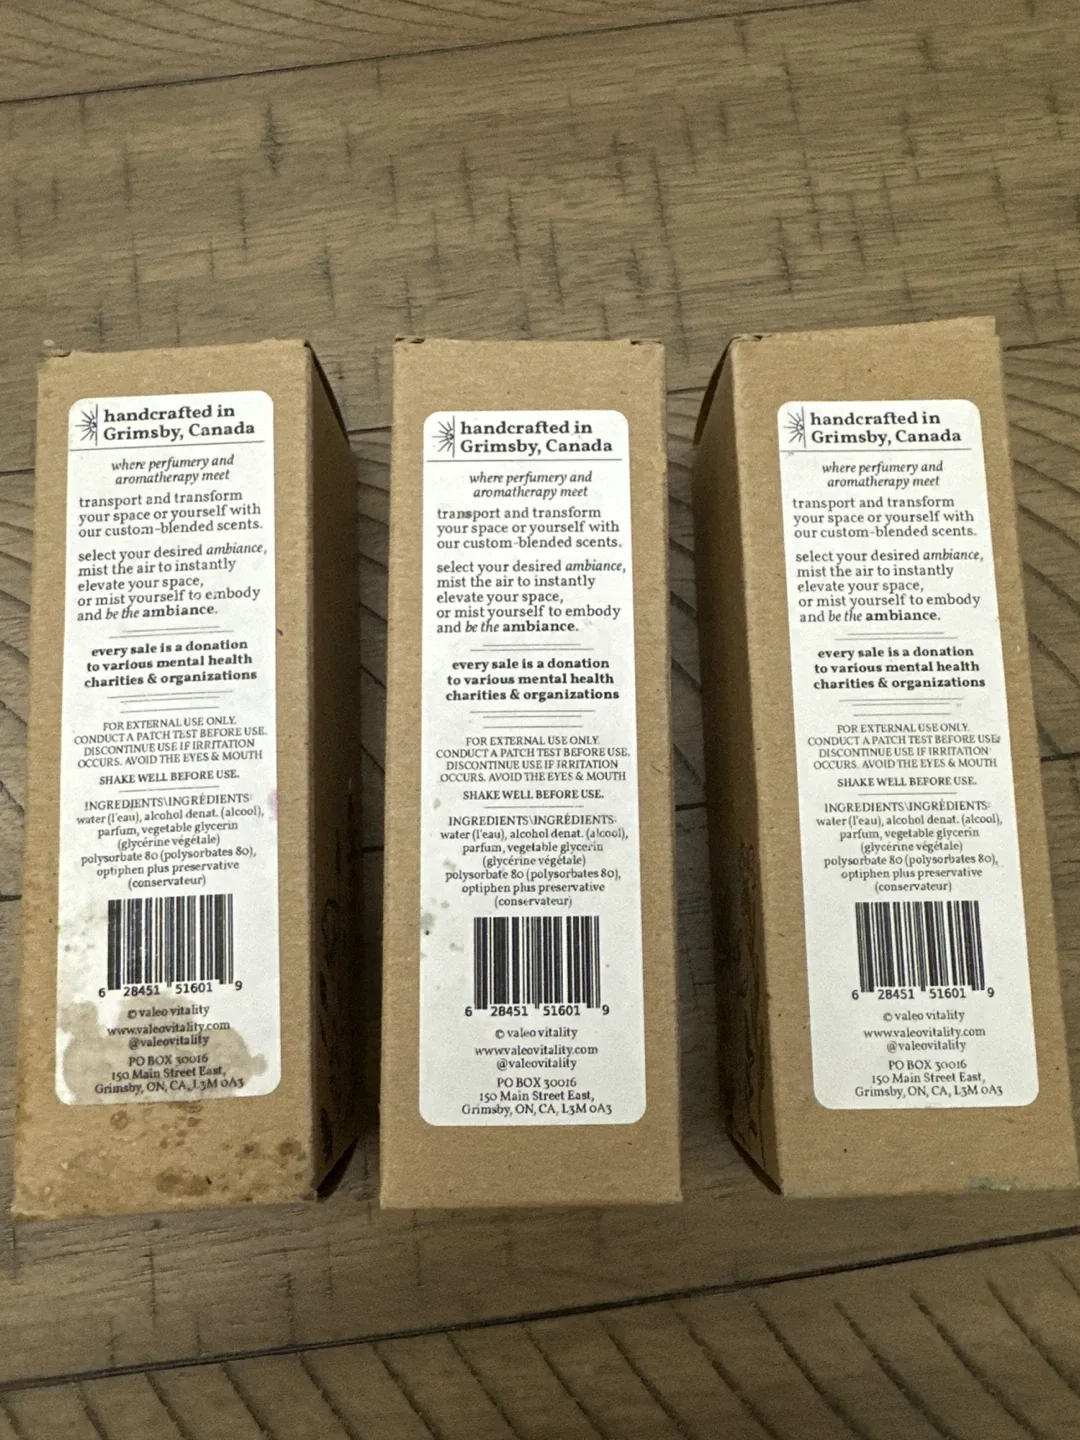 handcrafted in
Grimsby, Canada
where perfumery and
aromatherapy meet
transport and transform
your space or yourself with
our custom-blended scents.
select your desired ambiance,
mist the air to instantly
elevate your space,
or mist yourself to embody
and be the ambiance.
every sale is a donation
to various mental health
charities & organizations
FOR EXTERNAL USE ONLY.
CONDUCT A PATCH TEST BEFORE USE.
DISCONTINUE USE IF IRRITATION
OCCURS. AVOID THE EYES & MOUTH
SHAKE WELL BEFORE USE.
INGREDIENTS\INGRÉDIENTS:
water (l'eau), alcohol denat. (alcool),
parfum, vegetable glycerin
(glycérine végétale)
polysorbate 80 (polysorbates 80),
optiphen plus preservative
(conservateur)
6 28451 51601 9
© valeo vitality
www.valeovitality.com
@valeovitality
PO BOX 30016
150 Main Street East,
Grimsby, ON, CA, L3M 0A3
handcrafted in
Grimsby, Canada
where perfumery and
aromatherapy meet
transport and transform
your space or yourself with
our custom-blended scents.
select your desired ambiance,
mist the air to instantly
elevate your space,
or mist yourself to embody
and be the ambiance.
every sale is a donation
to various mental health
charities & organizations
FOR EXTERNAL USE ONLY.
CONDUCT A PATCH TEST BEFORE USE.
DISCONTINUE USE IF IRRITATION
OCCURS. AVOID THE EYES & MOUTH
SHAKE WELL BEFORE USE.
INGREDIENTS\INGRÉDIENTS:
water (l'eau), alcohol denat. (alcool),
parfum, vegetable glycerin
(glycérine végétale)
polysorbate 80 (polysorbates 80),
optiphen plus preservative
(conservateur)
6 28451 51601 9
© valeo vitality
www.valeovitality.com
@valeovitality
PO BOX 30016
150 Main Street East,
Grimsby, ON, CA, L3M 0A3
handcrafted in
Grimsby, Canada
where perfumery and
aromatherapy meet
transport and transform
your space or yourself with
our custom-blended scents.
select your desired ambiance,
mist the air to instantly
elevate your space,
or mist yourself to embody
and be the ambiance.
every sale is a donation
to various mental health
charities & organizations
FOR EXTERNAL USE ONLY.
CONDUCT A PATCH TEST BEFORE USE.
DISCONTINUE USE IF IRRITATION
OCCURS. AVOID THE EYES & MOUTH
SHAKE WELL BEFORE USE.
INGREDIENTS\INGRÉDIENTS:
water (l'eau), alcohol denat. (alcool),
parfum, vegetable glycerin
(glycérine végétale)
polysorbate 80 (polysorbates 80),
optiphen plus preservative
(conservateur)
6 28451 51601 9
© valeo vitality
www.valeovitality.com
@valeovitality
PO BOX 30016
150 Main Street East,
Grimsby, ON, CA, L3M 0A3